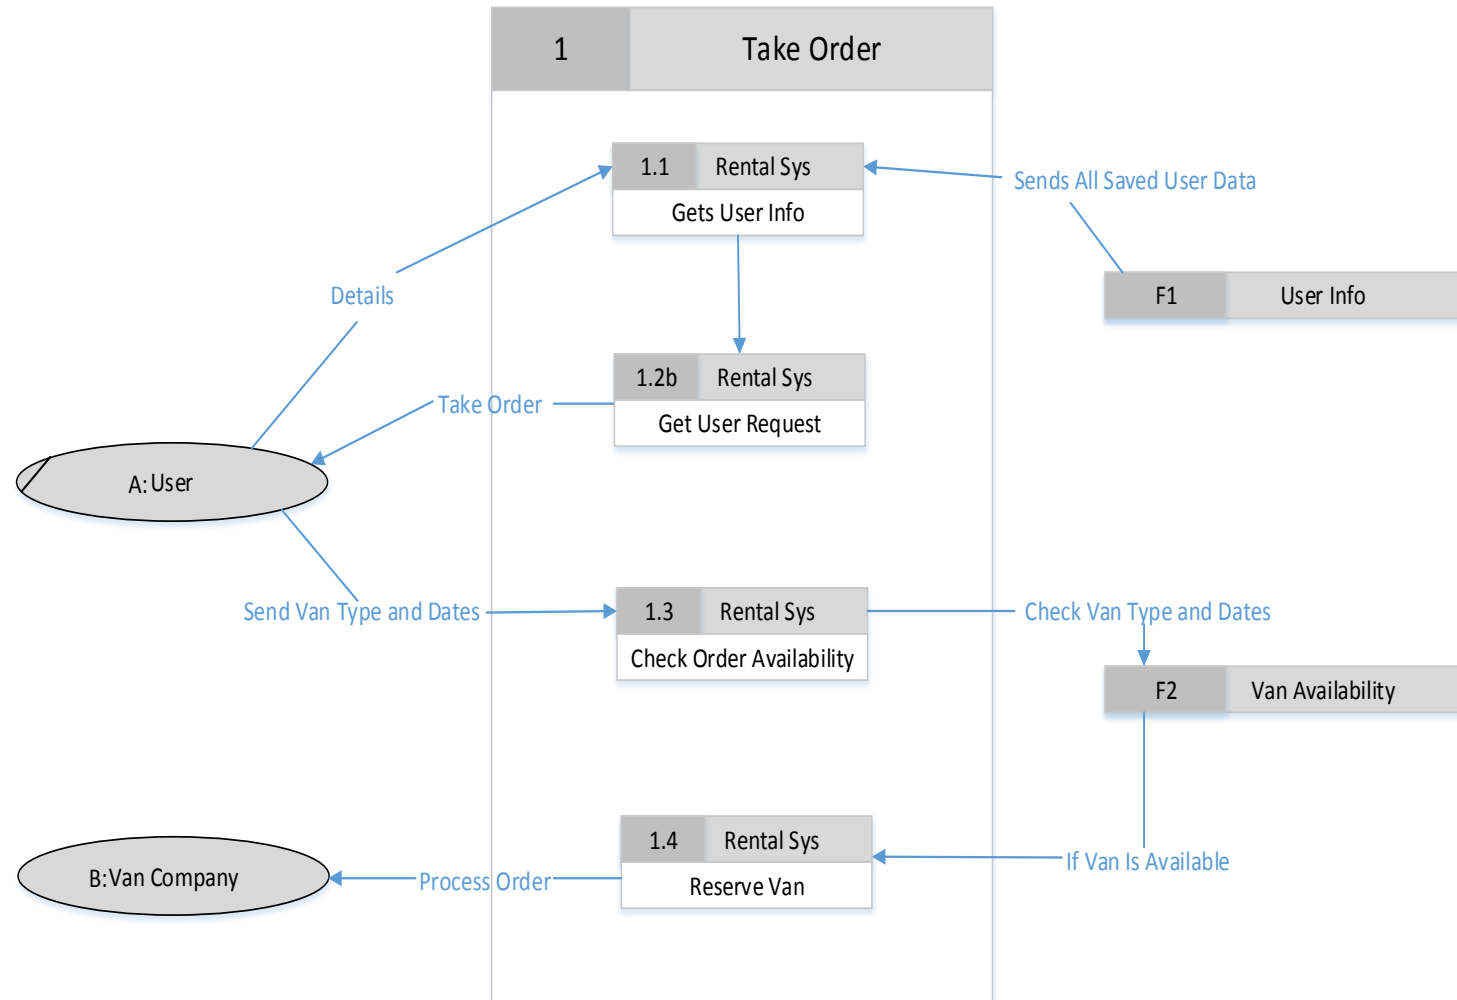 1 Take Order
1.1 Rental Sys
Gets User Info
Sends All Saved User Data
Details
F1 User Info
1.2b Rental Sys
Get User Request
Take Order
A: User
Send Van Type and Dates
1.3 Rental Sys
Check Order Availability
Check Van Type and Dates
F2 Van Availability
1.4 Rental Sys
Reserve Van
If Van Is Available
Process Order
B: Van Company